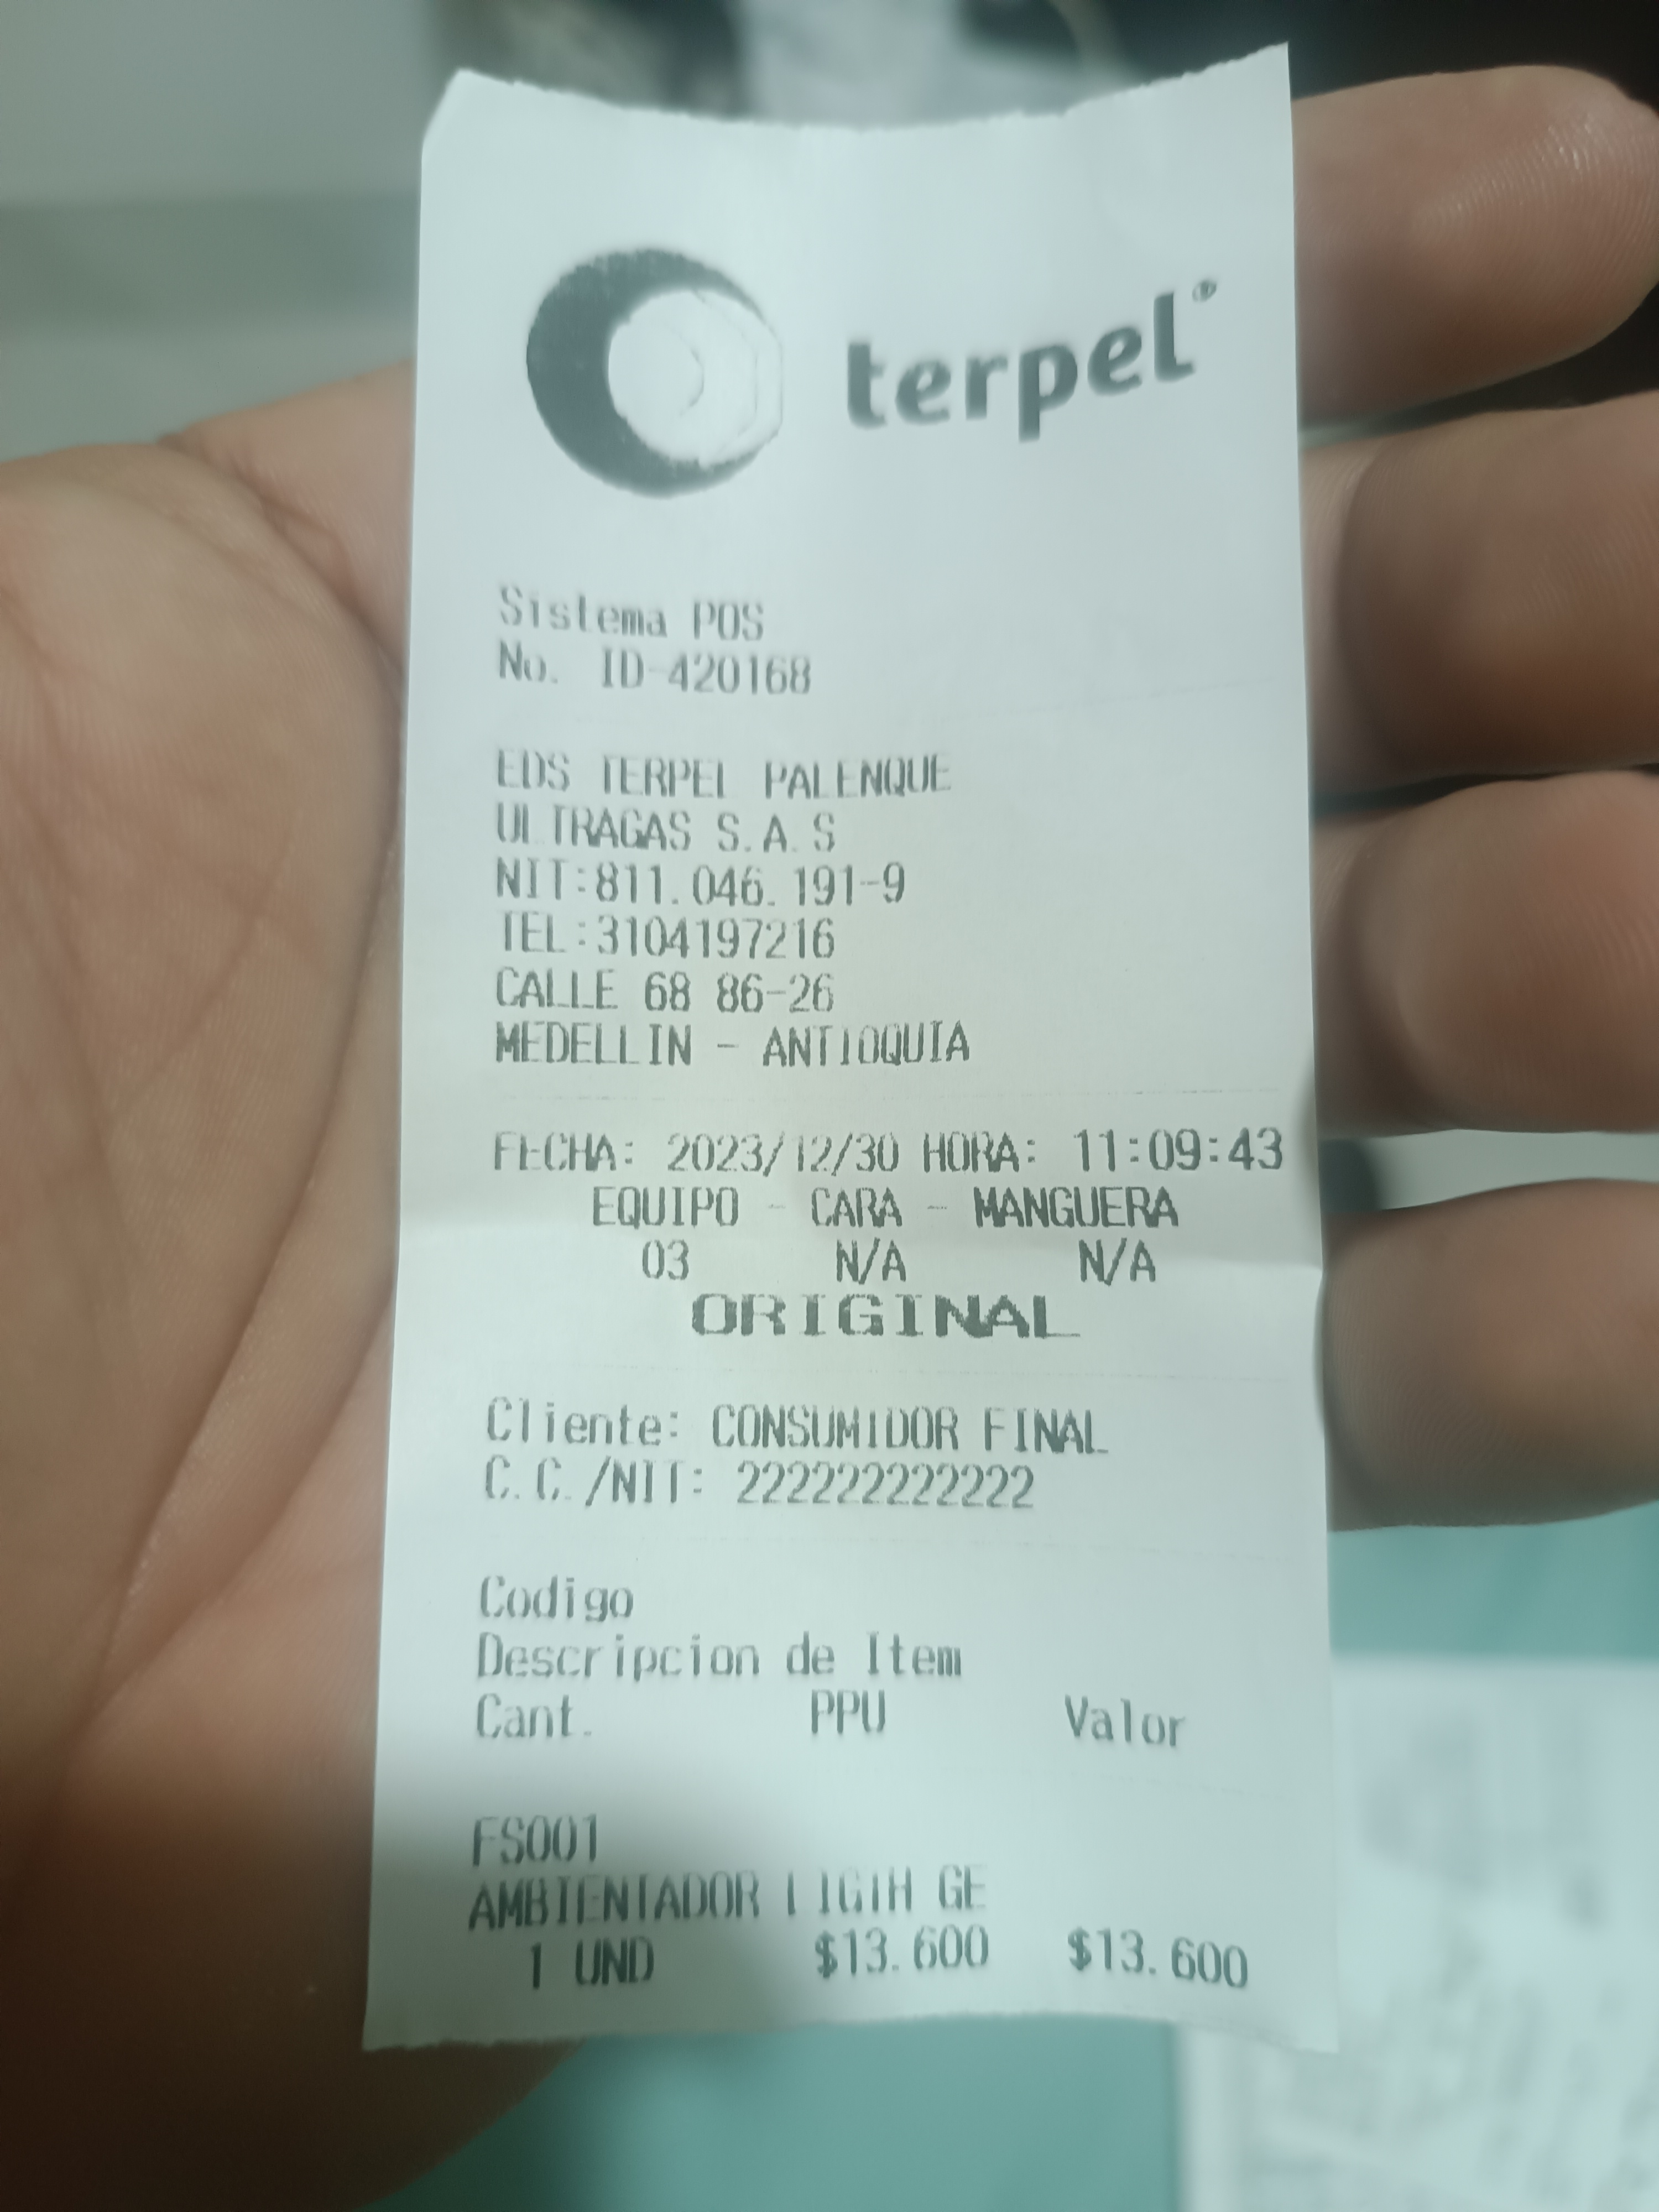 terpel®
Sistema POS
No. ID-420168
EDS TERPEL PALENQUE
ULTRAGAS S.A.S
NIT:811.046.191-9
TEL:3104197216
CALLE 68 86-26
MEDELLIN - ANTIOQUIA
FECHA: 2023/12/30 HORA: 11:09:43
EQUIPO - CARA - MANGUERA
03 N/A N/A
ORIGINAL
Cliente: CONSUMIDOR FINAL
C.C./NIT: 222222222222
Codigo
Descripcion de Item
Cant. PPU Valor
FS001
AMBIENTADOR GE
1 UND $13.600 $13.600